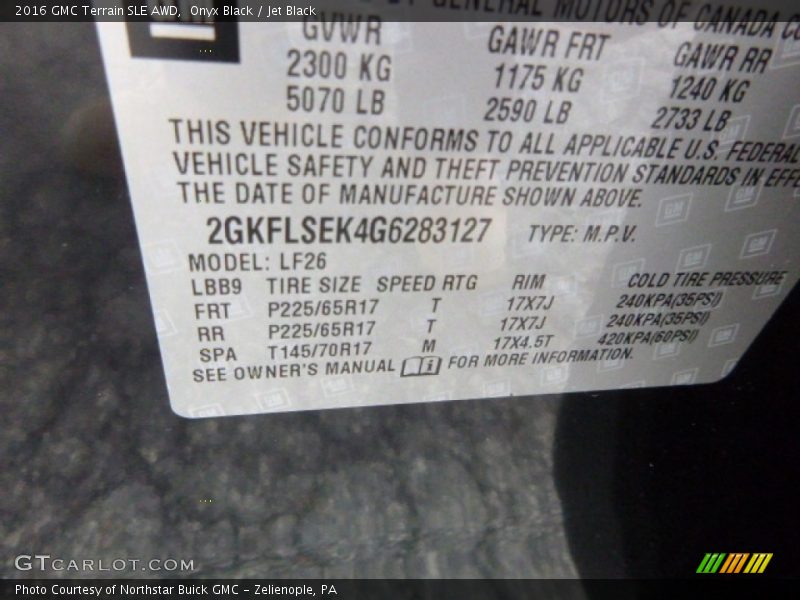 2016 GMC Terrain SLE AWD,  Onyx Black / Jet Black
GENERAL MOTORS OF CANADA
GVWR GAWR FRT GAWR RR
2300 KG 1175 KG 1240 KG
5070 LB 2590 LB 2733 LB
THIS VEHICLE CONFORMS TO ALL APPLICABLE U.S. FEDERAL
VEHICLE SAFETY AND THEFT PREVENTION STANDARDS IN EFFE
THE DATE OF MANUFACTURE SHOWN ABOVE.
2GKFLSEK4G6283127 TYPE: M.P.V.
MODEL: LF26
LBB9 TIRE SIZE SPEED RTG RIM COLD TIRE PRESSURE
FRT P225/65R17 T 17X7J 240KPA(35PSI)
RR P225/65R17 T 17X7J 240KPA(35PSI)
SPA T145/70R17 M 17X4.5T 420KPA(60PSI)
SEE OWNER'S MANUAL FOR MORE INFORMATION.
GTCARLOT.COM
Photo Courtesy of Northstar Buick GMC - Zelienople, PA